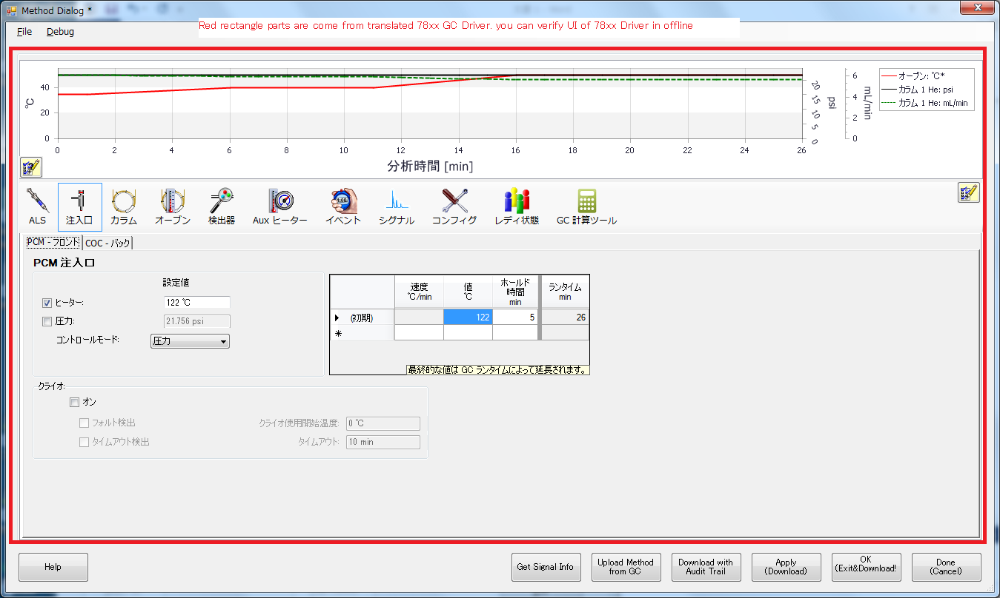 Method Dialog *
File Debug
Red rectangle parts are come from translated 78xx GC Driver. you can verify UI of 78xx Driver in offline
℃
40
20
0
0 2 4 6 8 10 12 14 16 18 20 22 24 26
分析時間 [min]
20
15
10
5
0
psi
6
4
2
0
mL/min
オーブン: ℃*
カラム 1 He: psi
カラム 1 He: mL/min
ALS 注入口 カラム オーブン 検出器 Aux ヒーター イベント シグナル コンフィグ レディ状態 GC 計算ツール
PCM - フロント COC - バック
PCM 注入口
設定値
ヒーター: 122 ℃
圧力: 21.756 psi
コントロールモード: 圧力
速度 ℃/min
値 ℃
ホールド 時間 min
ランタイム min
(初期) 122 5 26
*
最終的な値は GC ランタイムによって延長されます。
クライオ:
オン
フォルト検出 クライオ使用開始温度: 0 ℃
タイムアウト検出 タイムアウト: 10 min
Help
Get Signal Info
Upload Method
from GC
Download with
Audit Trail
Apply
(Download)
OK
(Exit&Download!
Done
(Cancel)